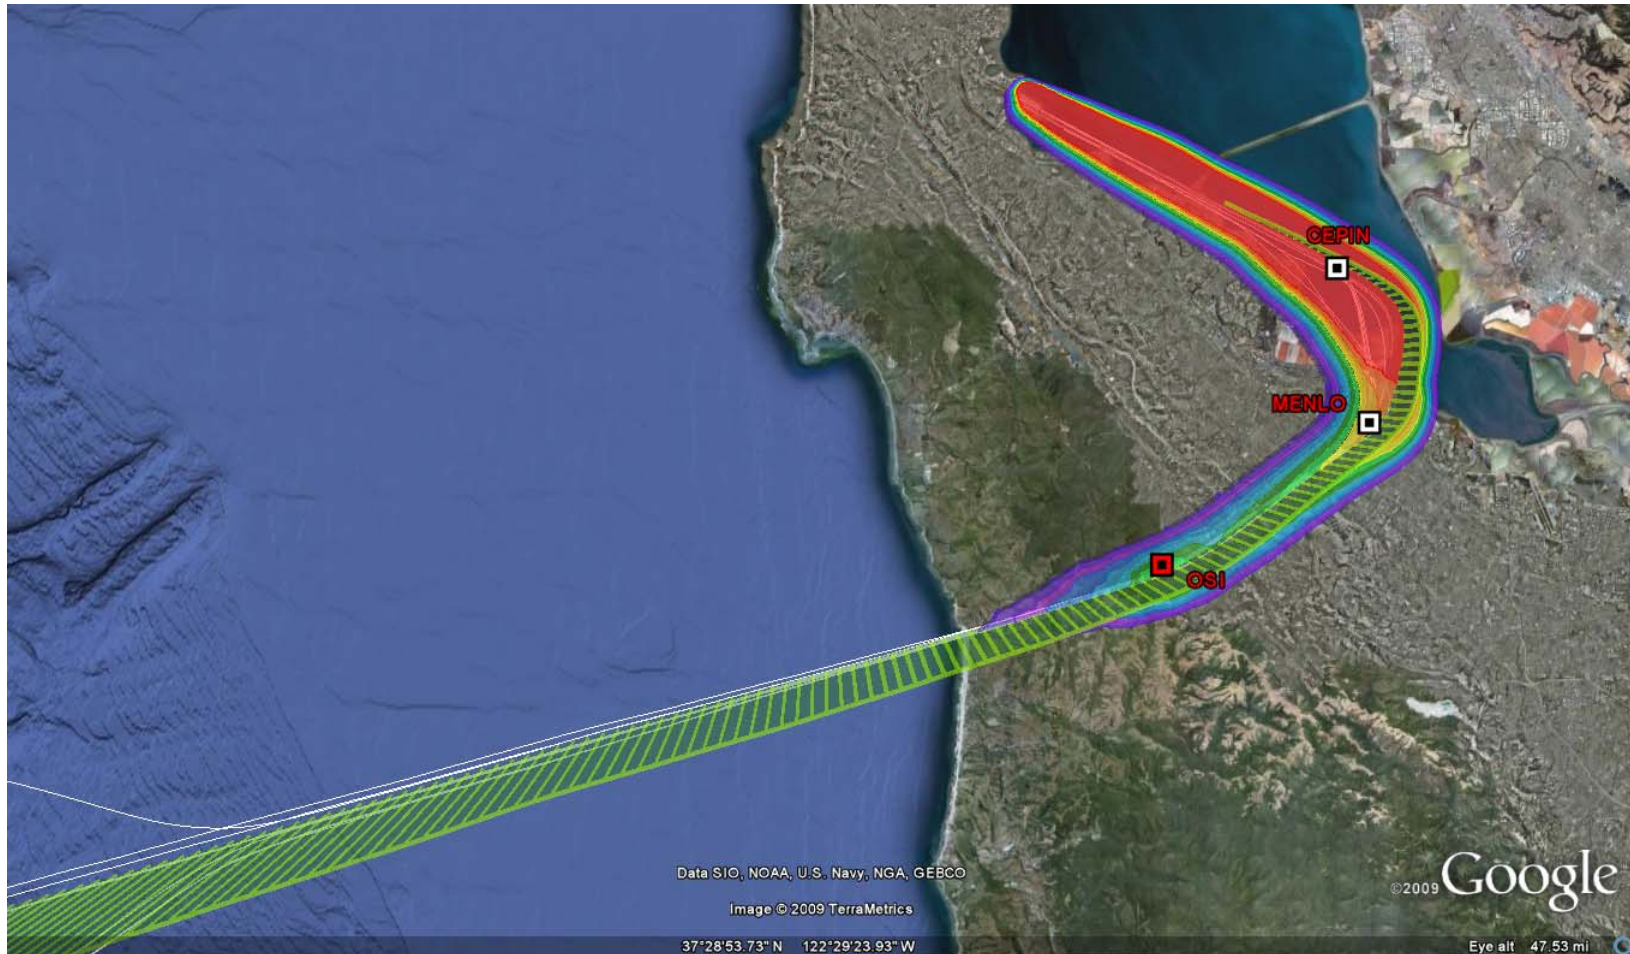 CEPIN
MENLO
OSI
Data SIO, NOAA, U.S. Navy, NGA, GEBCO
©2009 Google
Image © 2009 TerraMetrics
37°28'53.73" N 122°29'23.93" W
Eye alt 47.53 mi